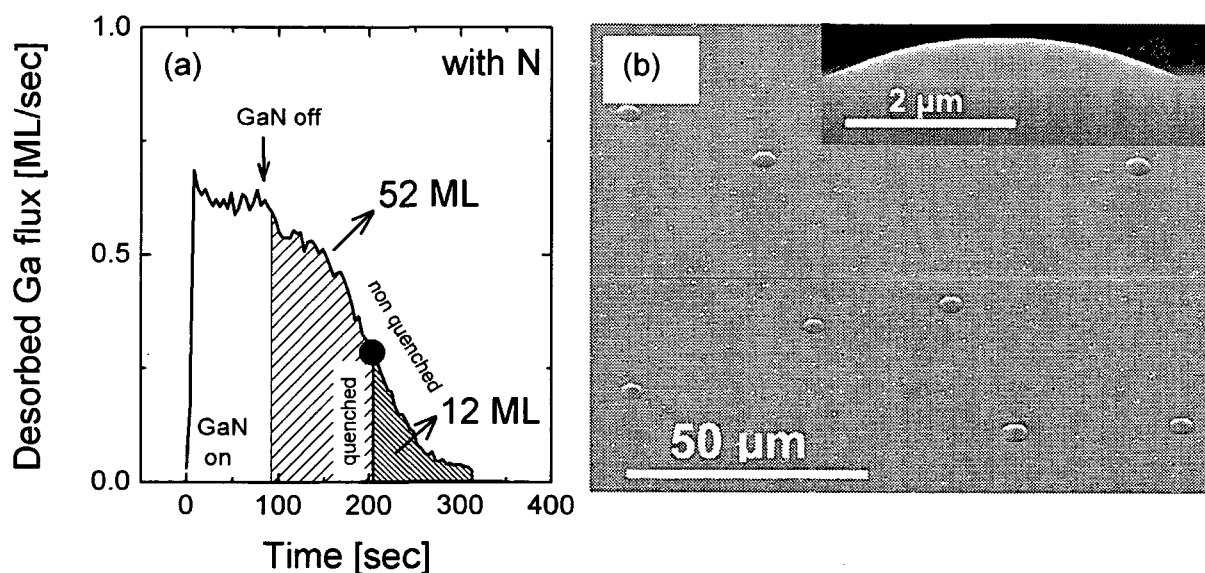 1.0
(a)
with N
GaN off
52 ML
0.5
non quenched
quenched
12 ML
GaN
on
0.0
0
100
200
300
400
Desorbed Ga flux [ML/sec]
Time [sec]
(b)
2 µm
50 µm